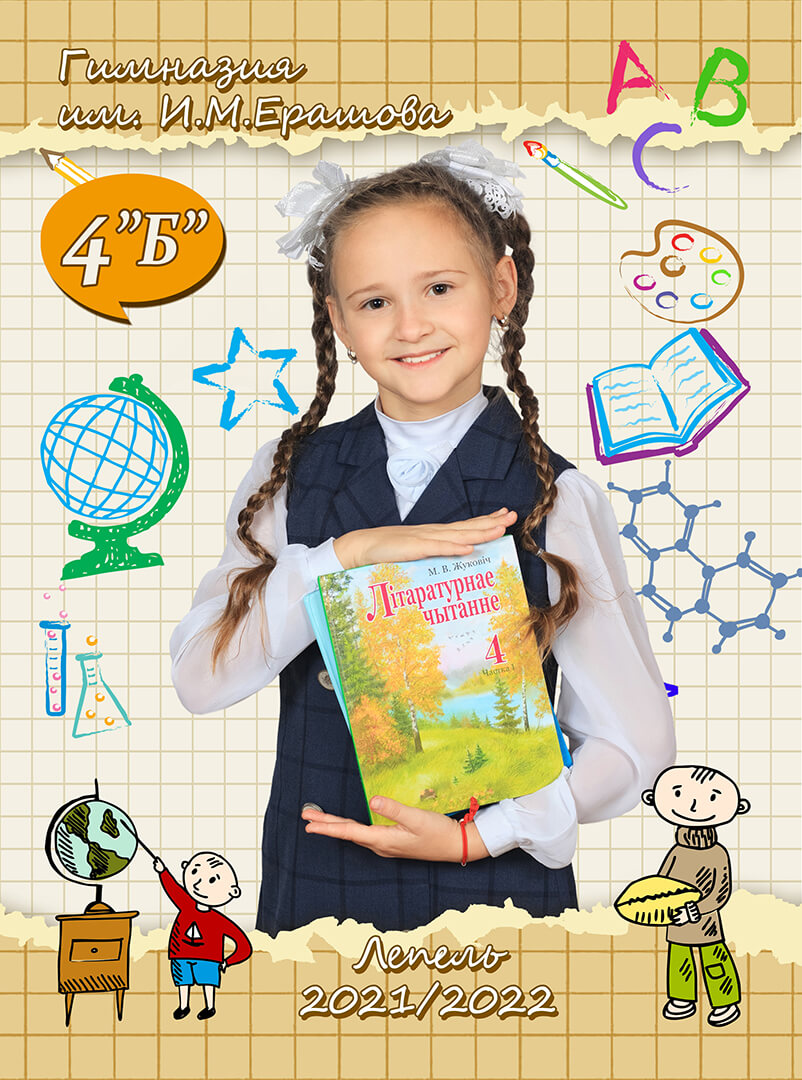 Гимназия
им. И.М.Ерашова
A B
C
4"Б"
М. В. Жуковіч
Літаратурнае
чытанне
4
Частка 1
Лепель
2021/2022